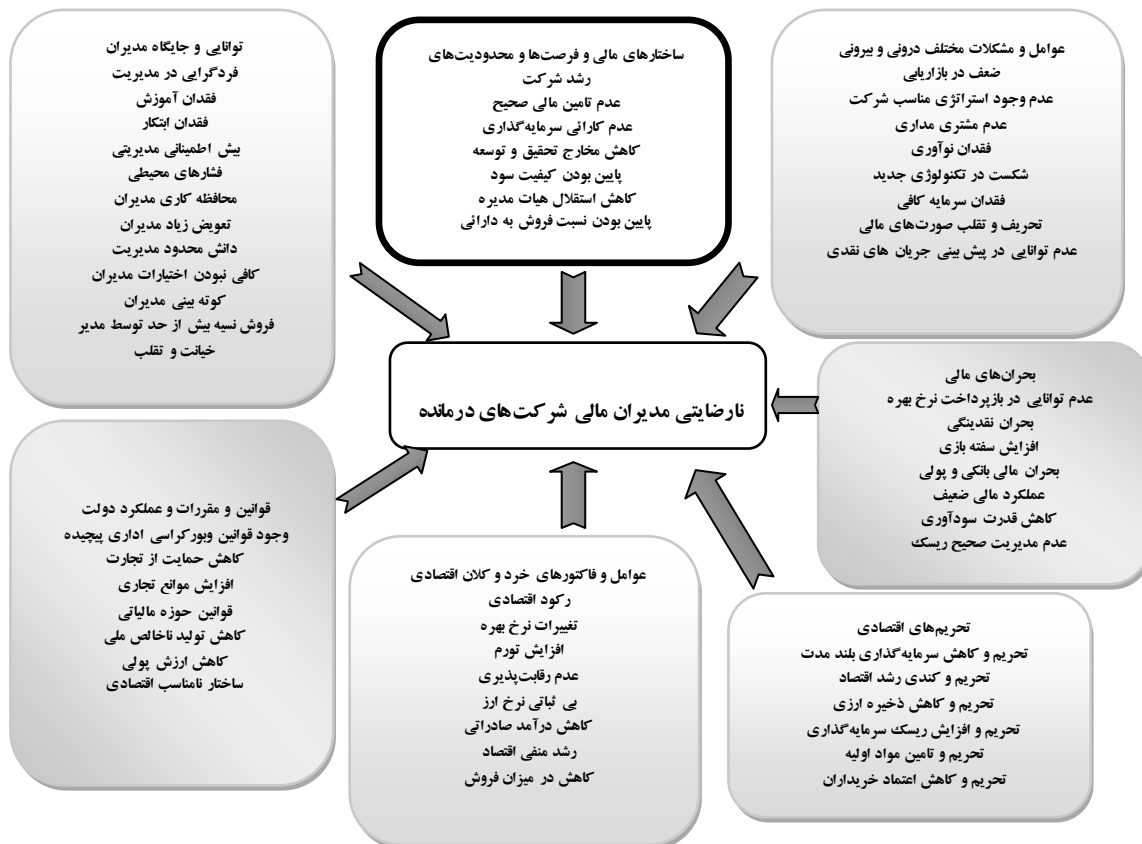 عوامل و مشکلات مختلف درونی و بیرونی
ضعف در بازاریابی
عدم وجود استراتژی مناسب شرکت
عدم مشتری مداری
فقدان نوآوری
شکست در تکنولوژی جدید
فقدان سرمایه کافی
تحریف و تقلب صورت‌های مالی
عدم توانایی در پیش بینی جریان های نقدی
ساختارهای مالی و فرصت‌ها و محدودیت‌های
رشد شرکت
عدم تامین مالی صحیح
عدم کارائی سرمایه‌گذاری
کاهش مخارج تحقیق و توسعه
پایین بودن کیفیت سود
کاهش استقلال هیات مدیره
پایین بودن نسبت فروش به دارائی
توانایی و جایگاه مدیران
فردگرایی در مدیریت
فقدان آموزش
فقدان ابتکار
بیش اطمینانی مدیریتی
فشارهای محیطی
محافظه کاری مدیران
تعویض زیاد مدیران
دانش محدود مدیریت
کافی نبودن اختیارات مدیران
کوته بینی مدیران
فروش نسیه بیش از حد توسط مدیر
خیانت و تقلب
بحران‌های مالی
عدم توانایی در بازپرداخت نرخ بهره
بحران نقدینگی
افزایش سفته بازی
بحران مالی بانکی و پولی
عملکرد مالی ضعیف
کاهش قدرت سودآوری
عدم مدیریت صحیح ریسک
نارضایتی مدیران مالی شرکت‌های درمانده
قوانین و مقررات و عملکرد دولت
وجود قوانین وبورکراسی اداری پیچیده
کاهش حمایت از تجارت
افزایش موانع تجاری
قوانین حوزه مالیاتی
کاهش تولید ناخالص ملی
کاهش ارزش پولی
ساختار نامناسب اقتصادی
تحریم‌های اقتصادی
تحریم و کاهش سرمایه‌گذاری بلند مدت
تحریم و کندی رشد اقتصاد
تحریم و کاهش ذخیره ارزی
تحریم و افزایش ریسک سرمایه‌گذاری
تحریم و تامین مواد اولیه
تحریم و کاهش اعتماد خریداران
عوامل و فاکتورهای خرد و کلان اقتصادی
رکود اقتصادی
تغییرات نرخ بهره
افزایش تورم
عدم رقابت‌پذیری
بی ثباتی نرخ ارز
کاهش درآمد صادراتی
رشد منفی اقتصاد
کاهش در میزان فروش